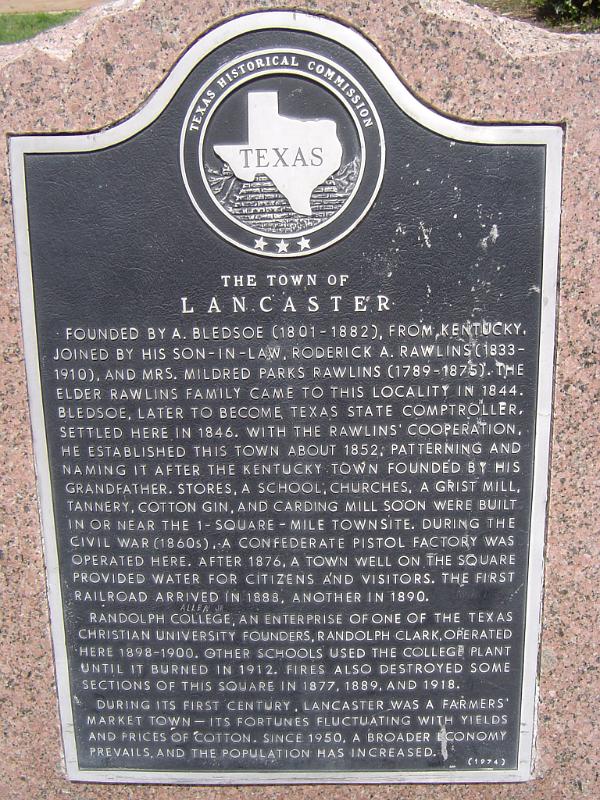 TEXAS HISTORICAL COMMISSION
TEXAS
THE TOWN OF
LANCASTER
FOUNDED BY A. BLEDSOE (1801-1882), FROM KENTUCKY,
JOINED BY HIS SON-IN-LAW, RODERICK A. RAWLINS (1833-
1910), AND MRS. MILDRED PARKS RAWLINS (1789-1875). THE
ELDER RAWLINS FAMILY CAME TO THIS LOCALITY IN 1844.
BLEDSOE, LATER TO BECOME TEXAS STATE COMPTROLLER,
SETTLED HERE IN 1846. WITH THE RAWLINS' COOPERATION,
HE ESTABLISHED THIS TOWN ABOUT 1852, PATTERNING AND
NAMING IT AFTER THE KENTUCKY TOWN FOUNDED BY HIS
GRANDFATHER. STORES, A SCHOOL, CHURCHES, A GRIST MILL,
TANNERY, COTTON GIN, AND CARDING MILL SOON WERE BUILT
IN OR NEAR THE 1-SQUARE-MILE TOWNSITE. DURING THE
CIVIL WAR (1860s), A CONFEDERATE PISTOL FACTORY WAS
OPERATED HERE. AFTER 1876, A TOWN WELL ON THE SQUARE
PROVIDED WATER FOR CITIZENS AND VISITORS. THE FIRST
RAILROAD ARRIVED IN 1888, ANOTHER IN 1890.
ALLEN JR
RANDOLPH COLLEGE, AN ENTERPRISE OF ONE OF THE TEXAS
CHRISTIAN UNIVERSITY FOUNDERS, RANDOLPH CLARK, OPERATED
HERE 1898-1900. OTHER SCHOOLS USED THE COLLEGE PLANT
UNTIL IT BURNED IN 1912. FIRES ALSO DESTROYED SOME
SECTIONS OF THIS SQUARE IN 1877, 1889, AND 1918.
DURING ITS FIRST CENTURY, LANCASTER WAS A FARMERS'
MARKET TOWN — ITS FORTUNES FLUCTUATING WITH YIELDS
AND PRICES OF COTTON. SINCE 1950, A BROADER ECONOMY
PREVAILS, AND THE POPULATION HAS INCREASED.
(1974)